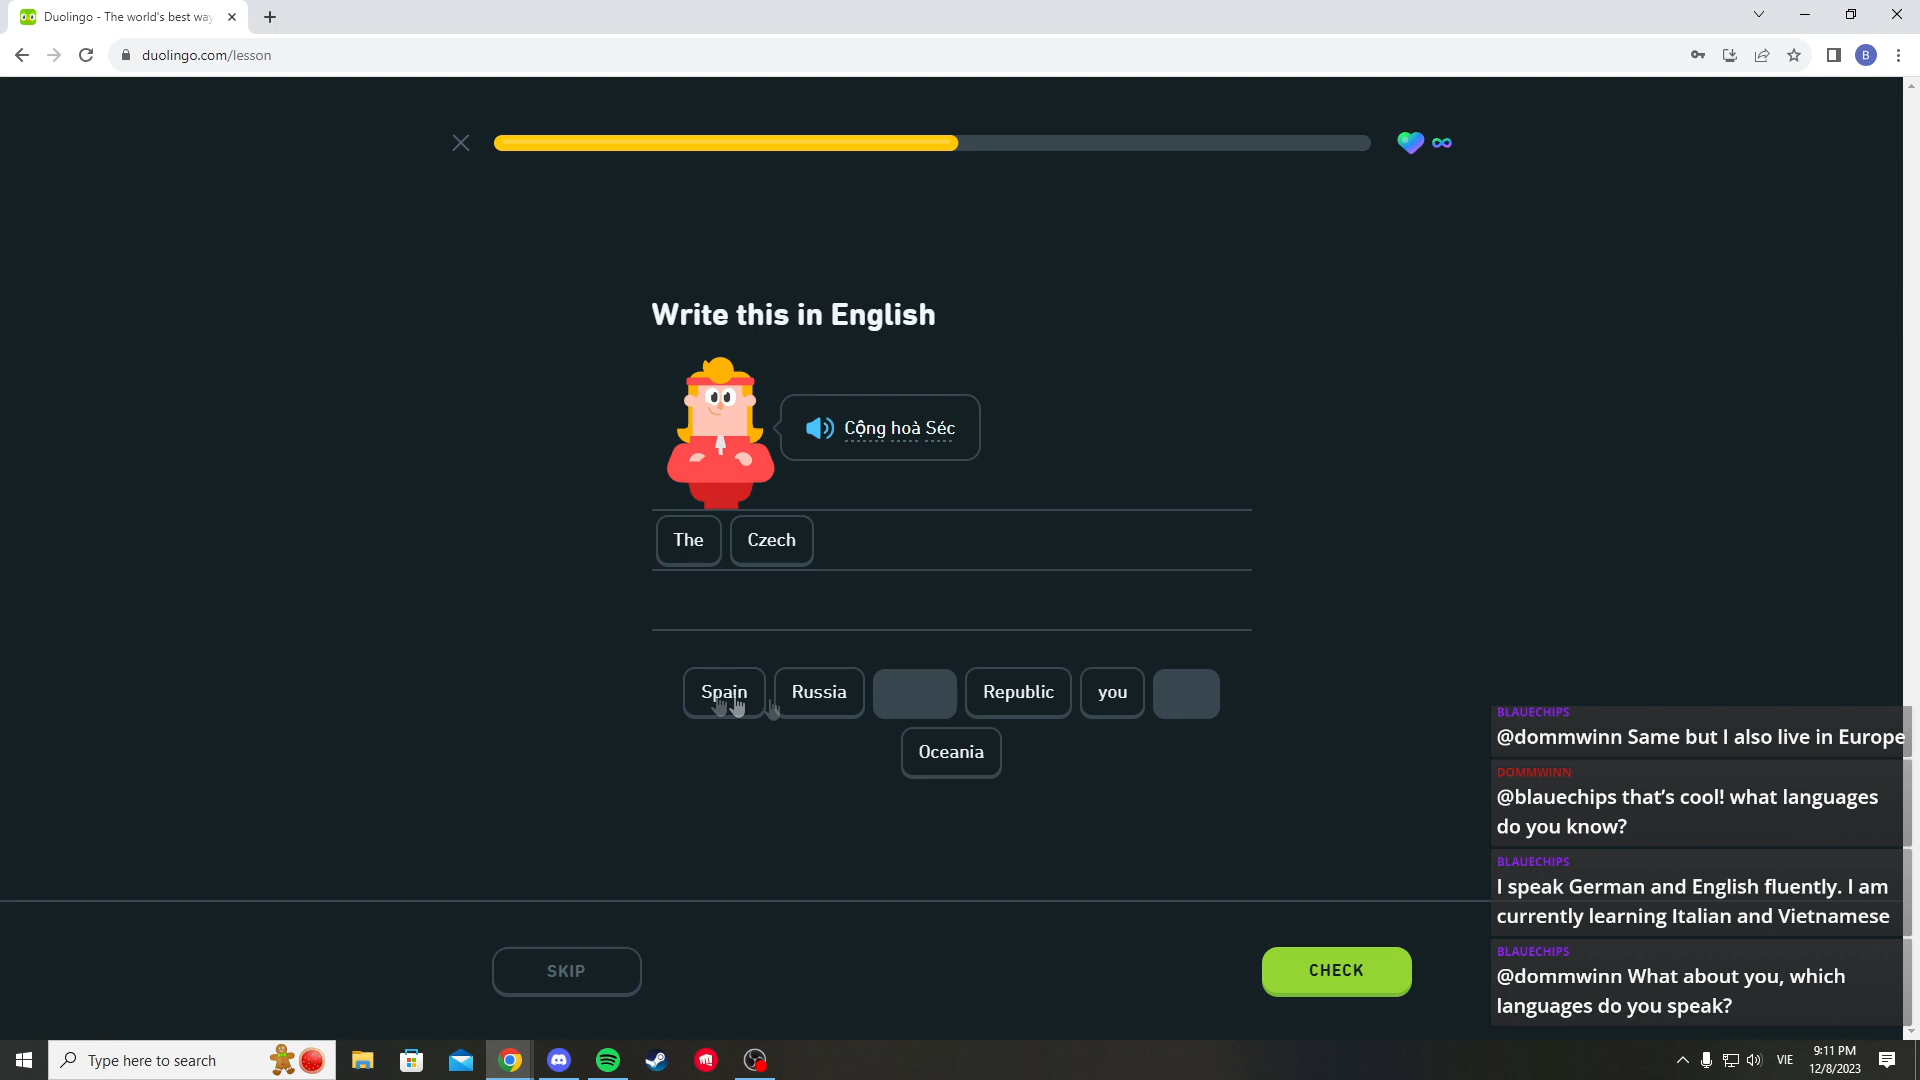 Duolingo - The world's best way
duolingo.com/lesson
B
Write this in English
Cộng hoà Séc
The Czech
Spain Russia Republic you
Oceania
SKIP
CHECK
BLAUECHIPS
@dommwinn Same but I also live in Europe
DOMMWINN
@blauechips that's cool! what languages
do you know?
BLAUECHIPS
I speak German and English fluently. I am
currently learning Italian and Vietnamese
BLAUECHIPS
@dommwinn What about you, which
languages do you speak?
Type here to search
VIE
9:11 PM
12/8/2023